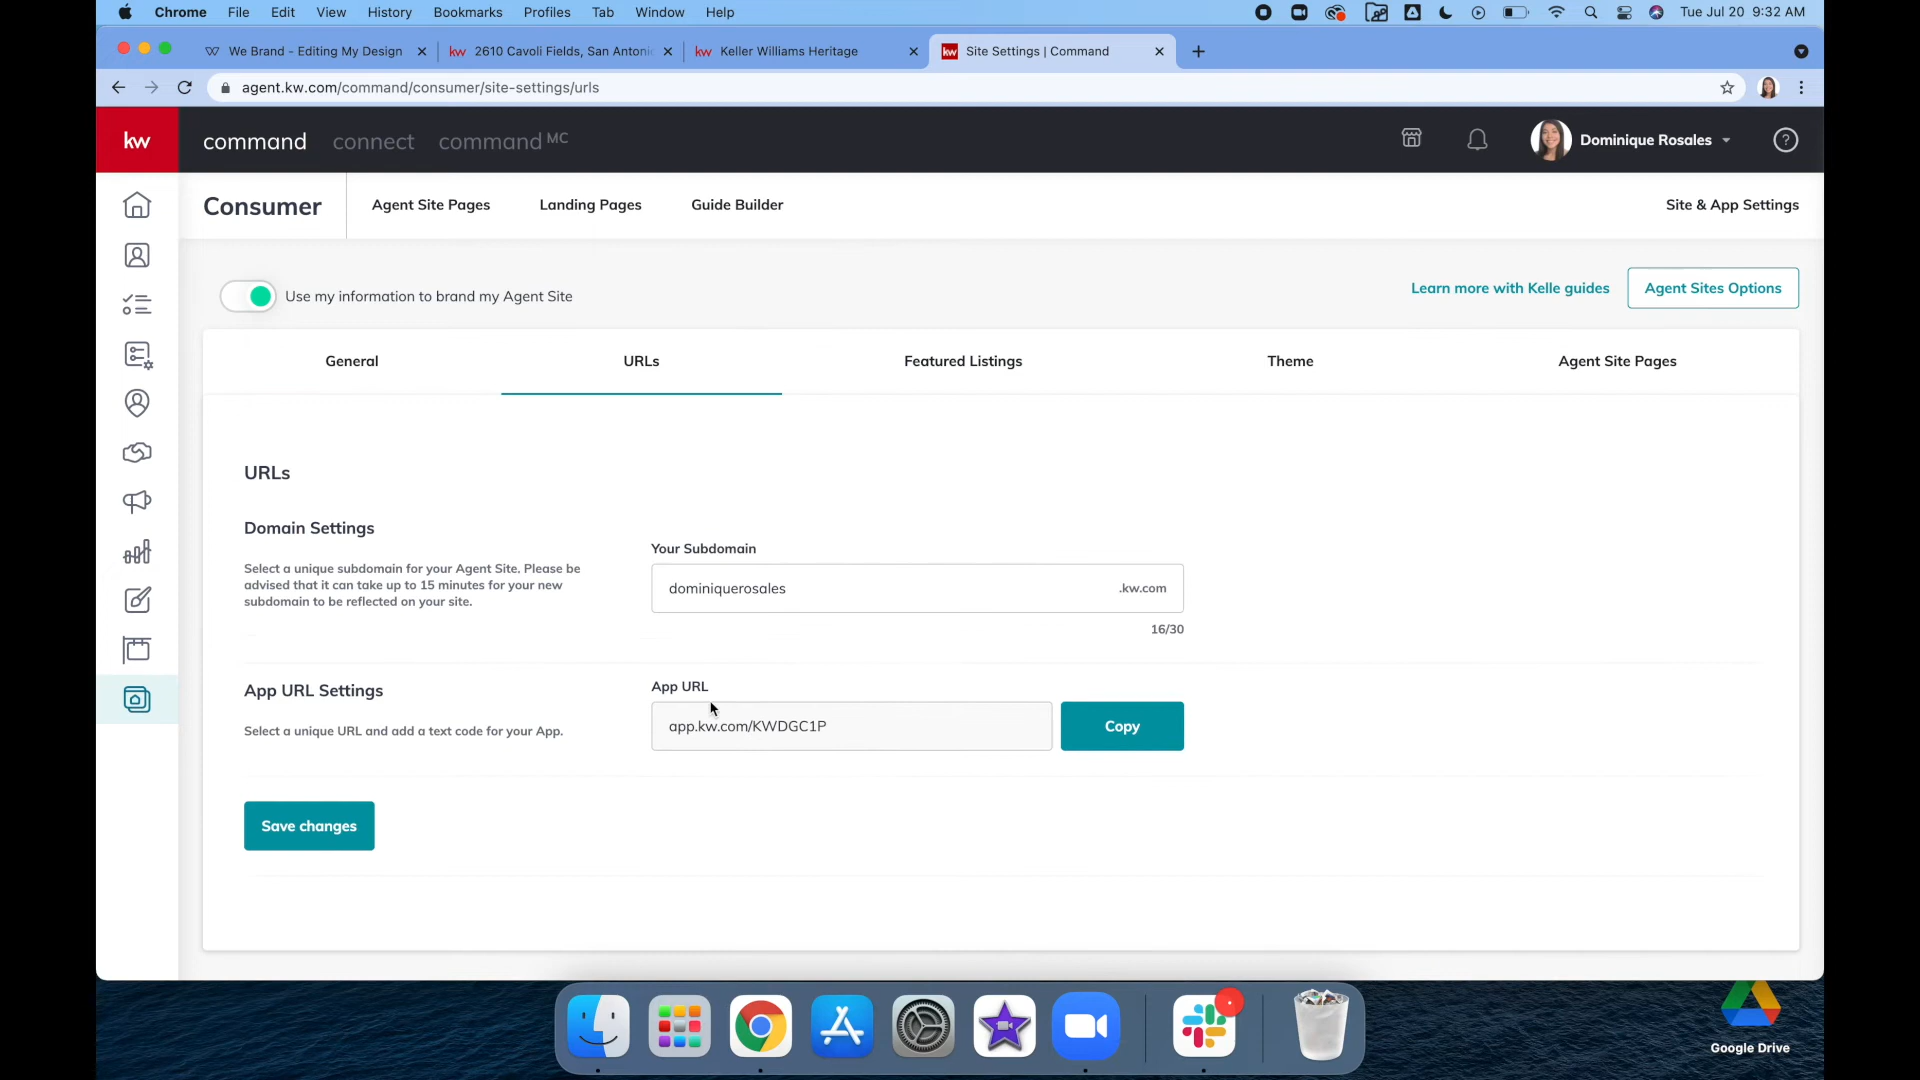 Chrome File Edit View History Bookmarks Profiles Tab Window Help Tue Jul 20 9:32 AM
We Brand - Editing My Design 2610 Cavoli Fields, San Antoni Keller Williams Heritage kw Site Settings | Command
agent.kw.com/command/consumer/site-settings/urls
kw command connect command MC Dominique Rosales
Consumer Agent Site Pages Landing Pages Guide Builder Site & App Settings
Use my information to brand my Agent Site Learn more with Kelle guides Agent Sites Options
General URLs Featured Listings Theme Agent Site Pages
URLs
Domain Settings
Your Subdomain
Select a unique subdomain for your Agent Site. Please be
advised that it can take up to 15 minutes for your new
subdomain to be reflected on your site.
dominiquerosales .kw.com
16/30
App URL Settings
App URL
Select a unique URL and add a text code for your App.
app.kw.com/KWDGC1P Copy
Save changes
Google Drive